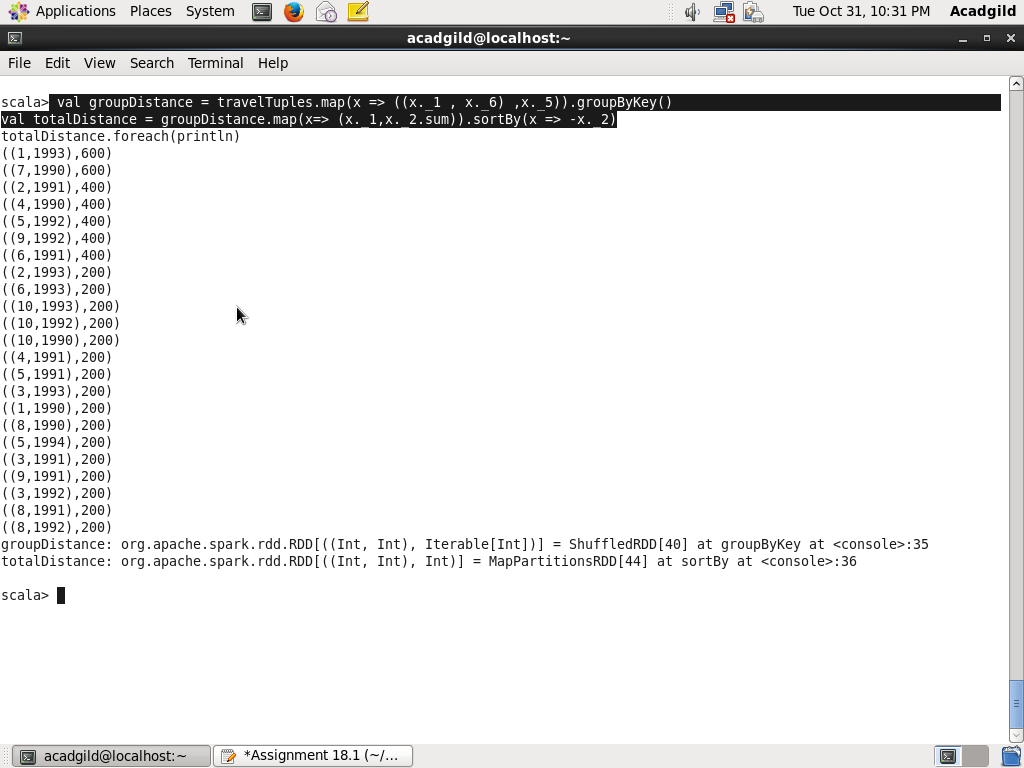 Applications Places System Tue Oct 31, 10:31 PM Acadgild
acadgild@localhost:~
File Edit View Search Terminal Help
scala> val groupDistance = travelTuples.map(x => ((x._1 , x._6) ,x._5)).groupByKey()
val totalDistance = groupDistance.map(x=> (x._1,x._2.sum)).sortBy(x => -x._2)
totalDistance.foreach(println)
((1,1993),600)
((7,1990),600)
((2,1991),400)
((4,1990),400)
((5,1992),400)
((9,1992),400)
((6,1991),400)
((2,1993),200)
((6,1993),200)
((10,1993),200)
((10,1992),200)
((10,1990),200)
((4,1991),200)
((5,1991),200)
((3,1993),200)
((1,1990),200)
((8,1990),200)
((5,1994),200)
((3,1991),200)
((9,1991),200)
((3,1992),200)
((8,1991),200)
((8,1992),200)
groupDistance: org.apache.spark.rdd.RDD[((Int, Int), Iterable[Int])] = ShuffledRDD[40] at groupByKey at <console>:35
totalDistance: org.apache.spark.rdd.RDD[((Int, Int), Int)] = MapPartitionsRDD[44] at sortBy at <console>:36
scala>
acadgild@localhost:~ *Assignment 18.1 (~/...